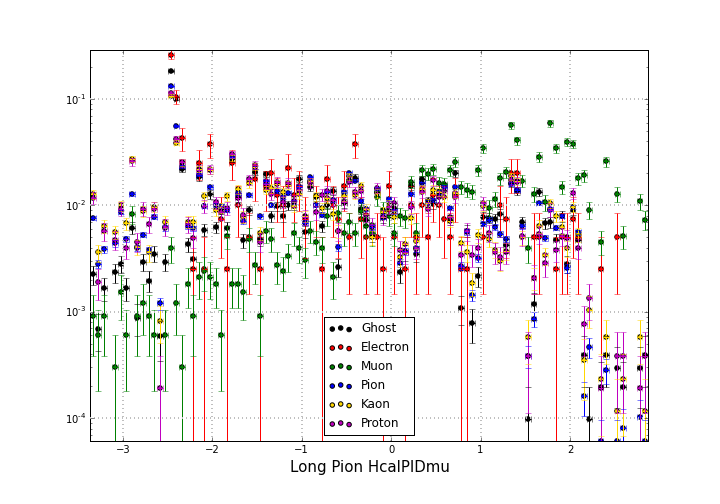 10⁻¹
10⁻²
10⁻³
10⁻⁴
−3
−2
−1
0
1
2
Ghost
Electron
Muon
Pion
Kaon
Proton
Long Pion HcalPIDmu